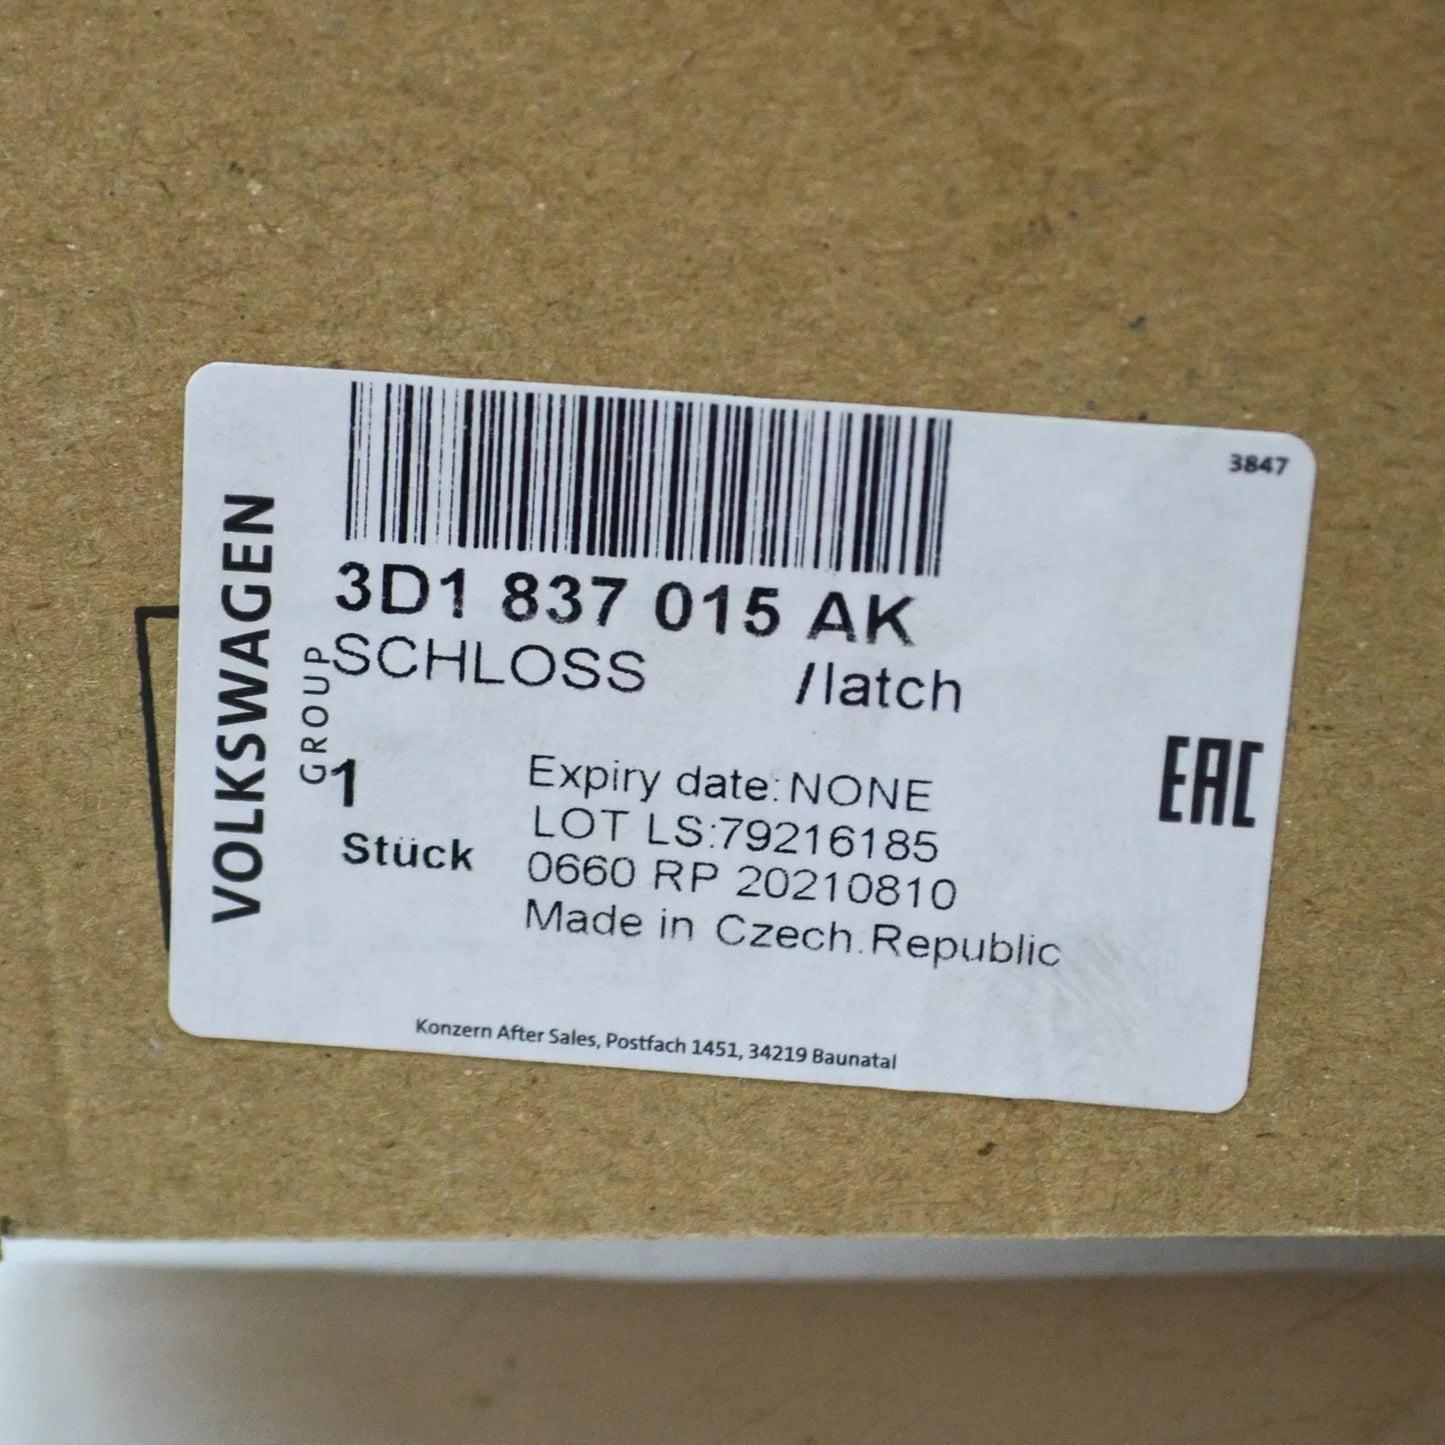 3847
VOLKSWAGEN
GROUP
3D1 837 015 AK
SCHLOSS /latch
1
Stück
Expiry date:NONE
LOT LS:79216185
0660 RP 20210810
Made in Czech.Republic
EAC
Konzern After Sales, Postfach 1451, 34219 Baunatal